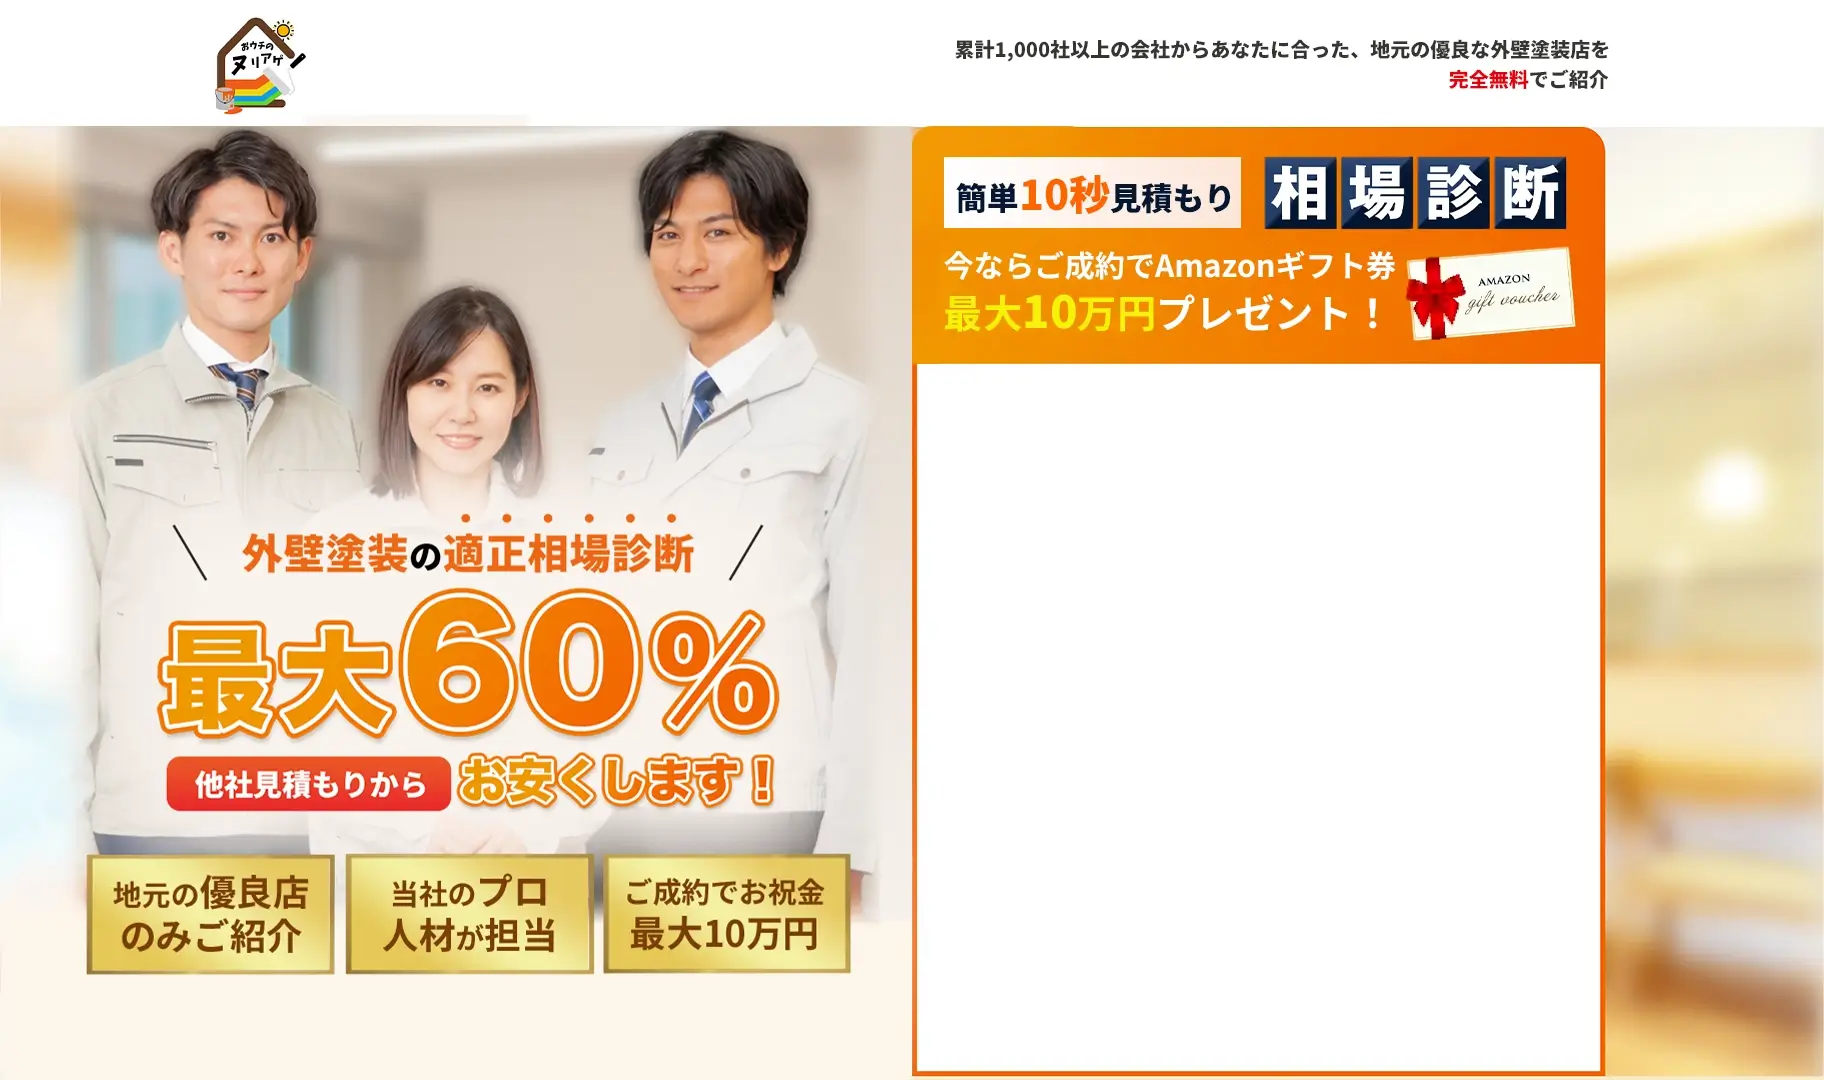 おウチの
ヌリアゲ
累計1,000社以上の会社からあなたに合った、地元の優良な外壁塗装店を
完全無料でご紹介
外壁塗装の適正相場診断
最大60%
他社見積もりから お安くします！
地元の優良店
のみご紹介
当社のプロ
人材が担当
ご成約でお祝金
最大10万円
簡単10秒見積もり 相場診断
今ならご成約でAmazonギフト券
最大10万円プレゼント！
AMAZON
gift voucher